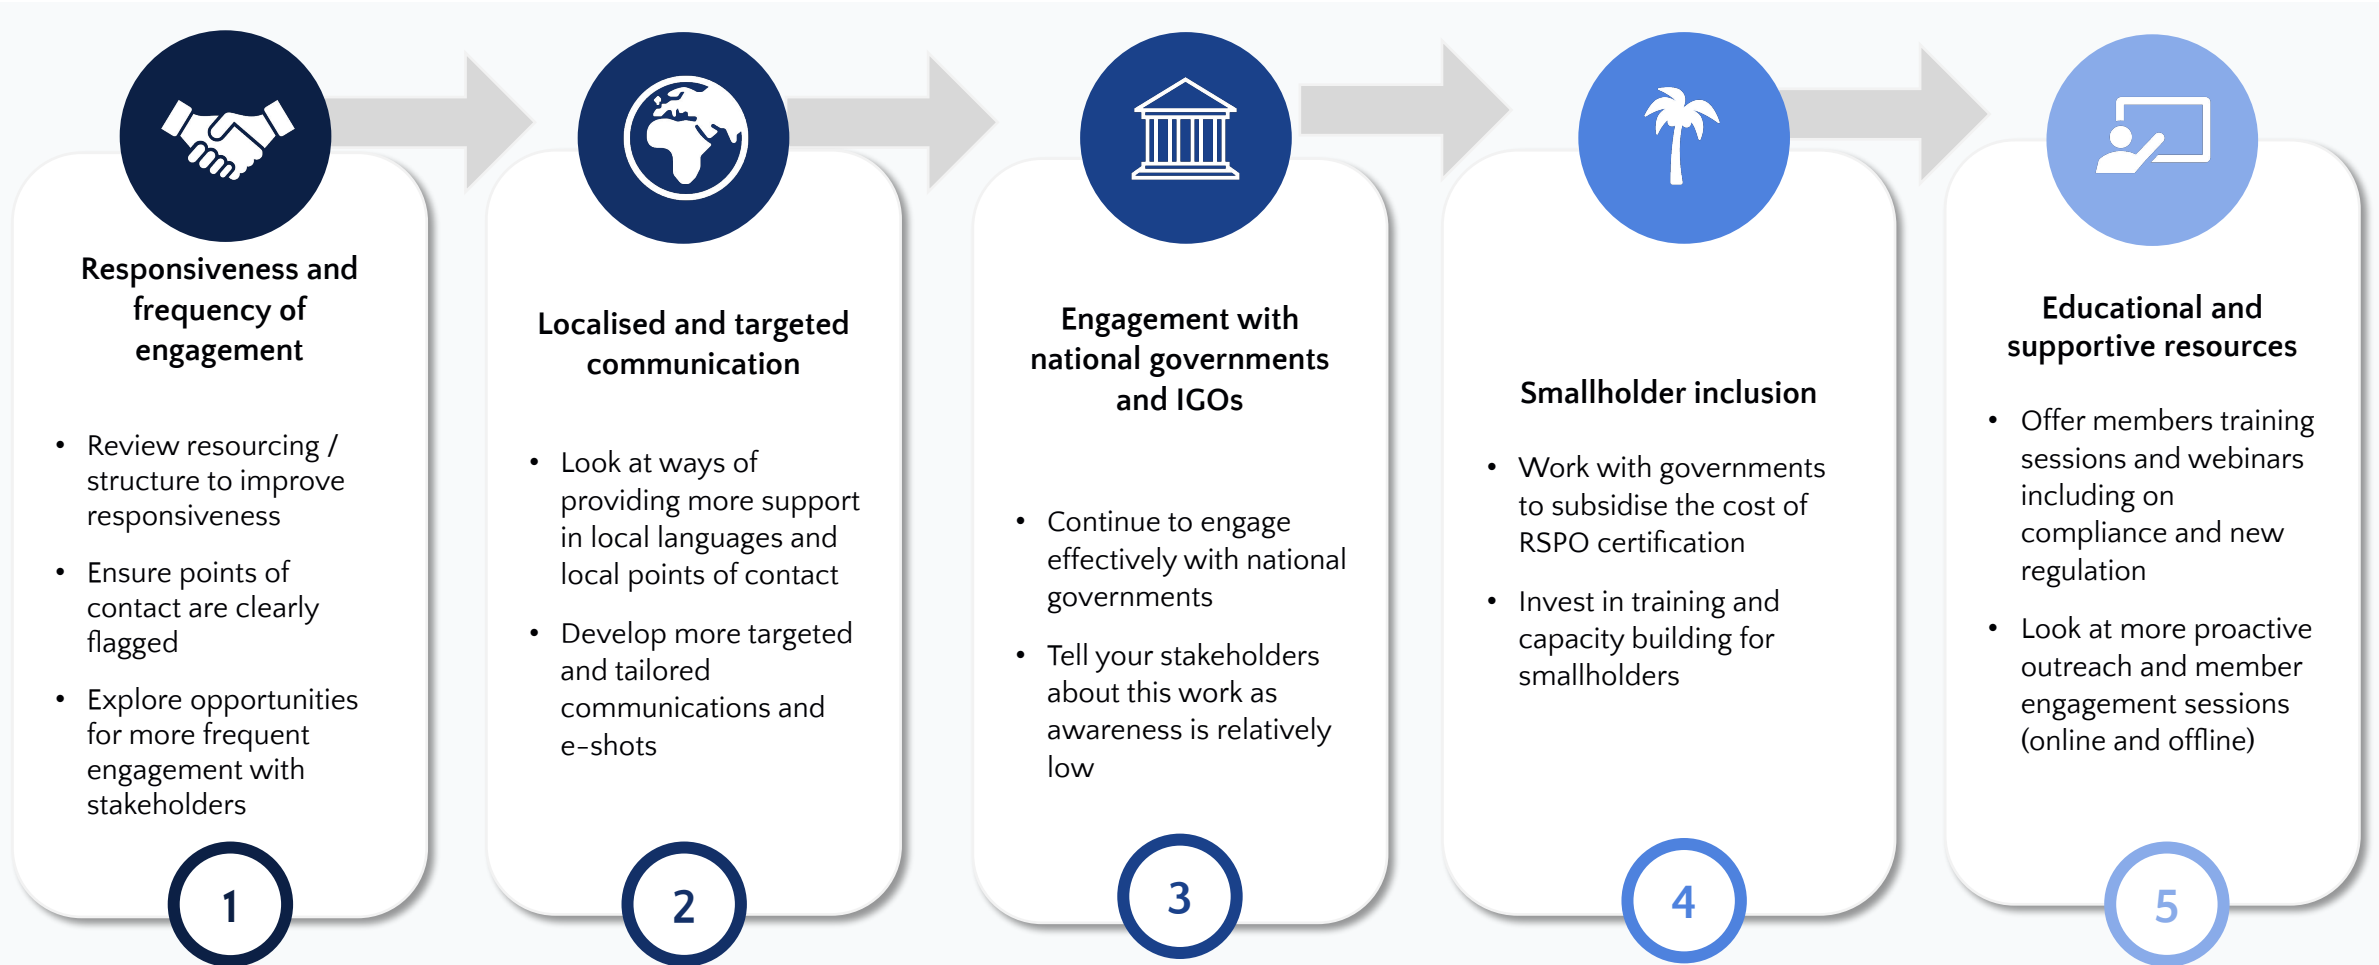 Responsiveness and
frequency of
engagement
• Review resourcing /
structure to improve
responsiveness
• Ensure points of
contact are clearly
flagged
• Explore opportunities
for more frequent
engagement with
stakeholders
1
Localised and targeted
communication
• Look at ways of
providing more support
in local languages and
local points of contact
• Develop more targeted
and tailored
communications and
e-shots
2
Engagement with
national governments
and IGOs
• Continue to engage
effectively with national
governments
• Tell your stakeholders
about this work as
awareness is relatively
low
3
Smallholder inclusion
• Work with governments
to subsidise the cost of
RSPO certification
• Invest in training and
capacity building for
smallholders
4
Educational and
supportive resources
• Offer members training
sessions and webinars
including on
compliance and new
regulation
• Look at more proactive
outreach and member
engagement sessions
(online and offline)
5